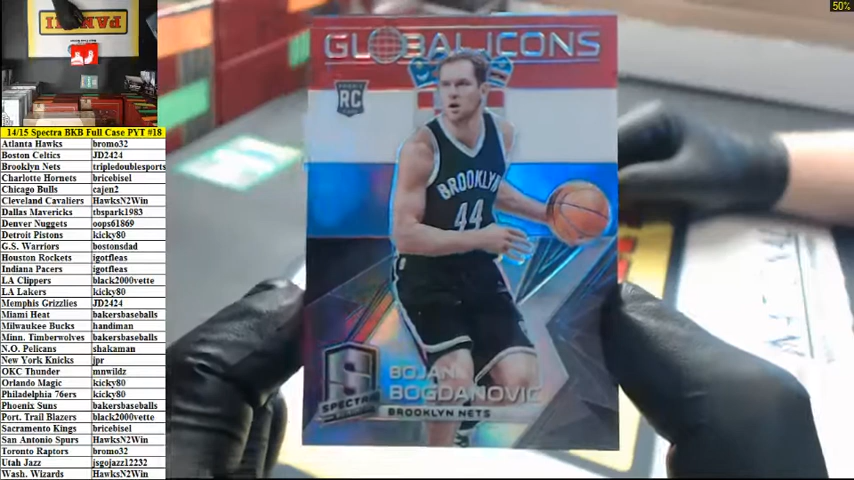 50%
PANINI
14/15 Spectra BKB Full Case PYT #18
Atlanta Hawks bromo32
Boston Celtics JD2424
Brooklyn Nets tripledoublesports
Charlotte Hornets bricebisel
Chicago Bulls cajen2
Cleveland Cavaliers HawksN2Win
Dallas Mavericks tbspark1983
Denver Nuggets oops61869
Detroit Pistons kicky80
G.S. Warriors bostonsdad
Houston Rockets igotfleas
Indiana Pacers igotfleas
LA Clippers black2000vette
LA Lakers kicky80
Memphis Grizzlies JD2424
Miami Heat bakersbaseballs
Milwaukee Bucks handiman
Minn. Timberwolves bakersbaseballs
N.O. Pelicans shakaman
New York Knicks jpr
OKC Thunder mnwildz
Orlando Magic kicky80
Philadelphia 76ers kicky80
Phoenix Suns bakersbaseballs
Port. Trail Blazers black2000vette
Sacramento Kings bricebisel
San Antonio Spurs HawksN2Win
Toronto Raptors bromo32
Utah Jazz jsgojazz12232
Wash. Wizards HawksN2Win
GLOBAL ICONS
RC
BROOKLYN
44
S
SPECTRA
BOJAN
BOGDANOVIC
BROOKLYN NETS